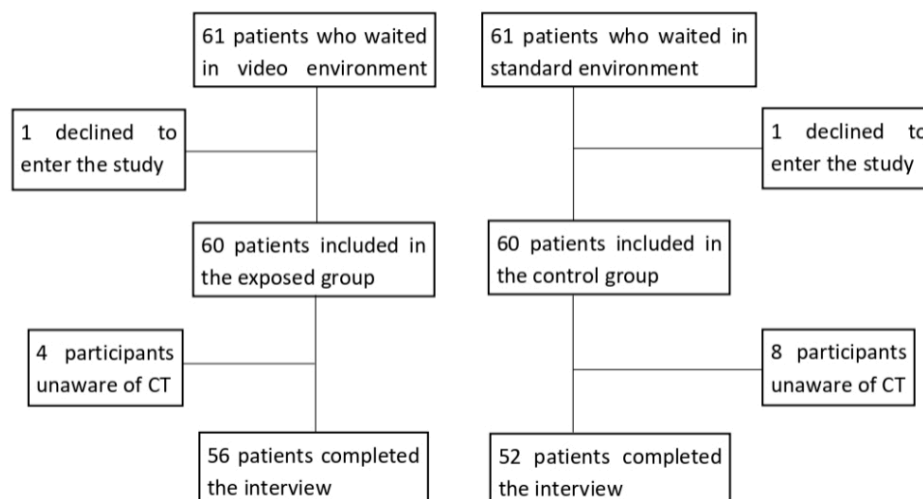 61 patients who waited
in video environment
61 patients who waited in
standard environment
1 declined to
enter the study
1 declined to
enter the study
60 patients included in
the exposed group
60 patients included in
the control group
4 participants
unaware of CT
8 participants
unaware of CT
56 patients completed
the interview
52 patients completed
the interview